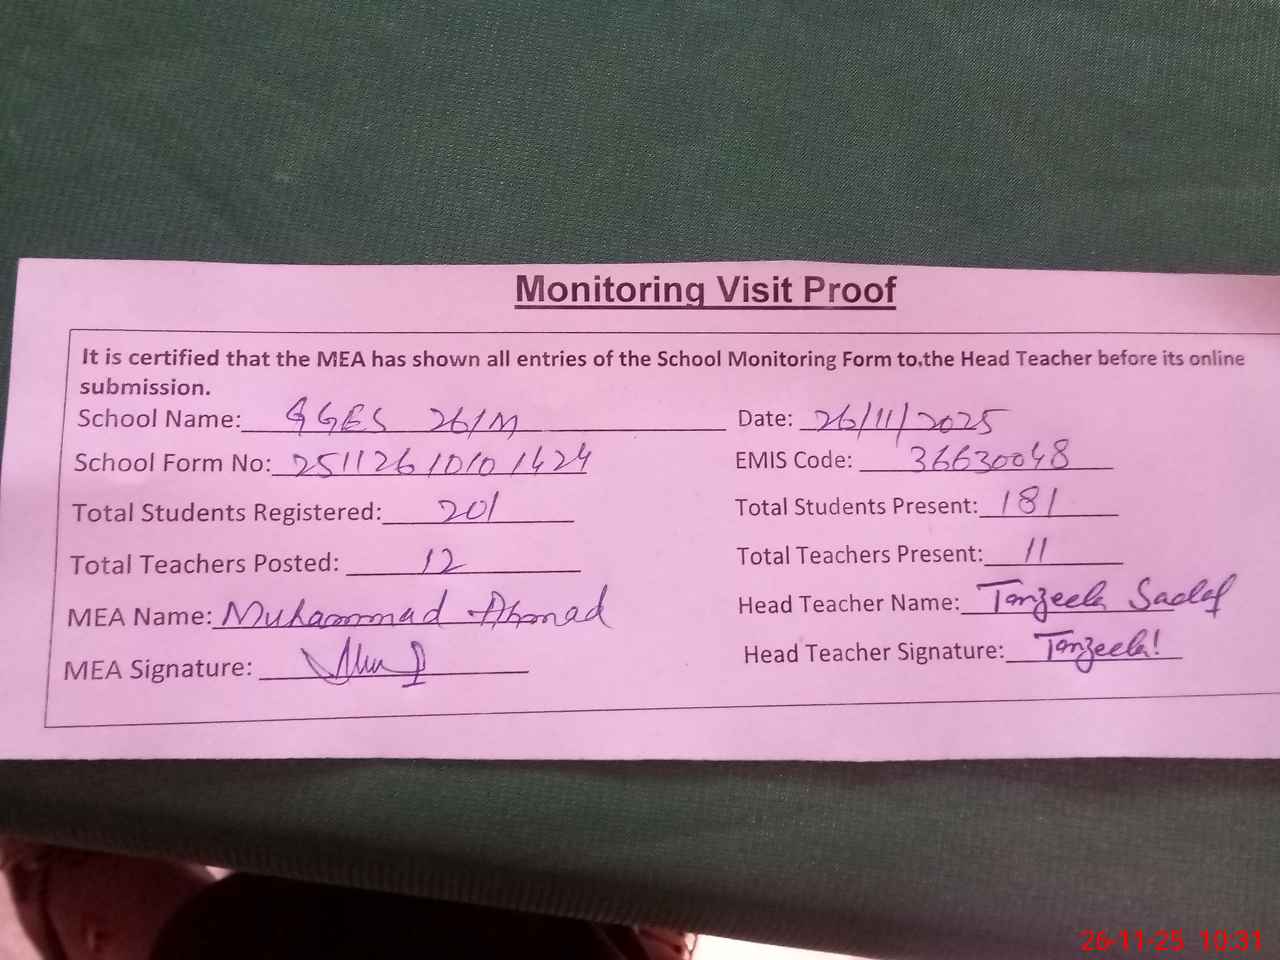 Monitoring Visit Proof
It is certified that the MEA has shown all entries of the School Monitoring Form to the Head Teacher before its online
submission.
School Name: GGES 26/M Date: 26/11/2025
School Form No: 25112610101424 EMIS Code: 36630048
Total Students Registered: 201 Total Students Present: 181
Total Teachers Posted: 12 Total Teachers Present: 11
MEA Name: Muhammad Ahmad Head Teacher Name: Tanzeela Sadaf
MEA Signature: Head Teacher Signature: Tanzeela!
26-11-25 10:31